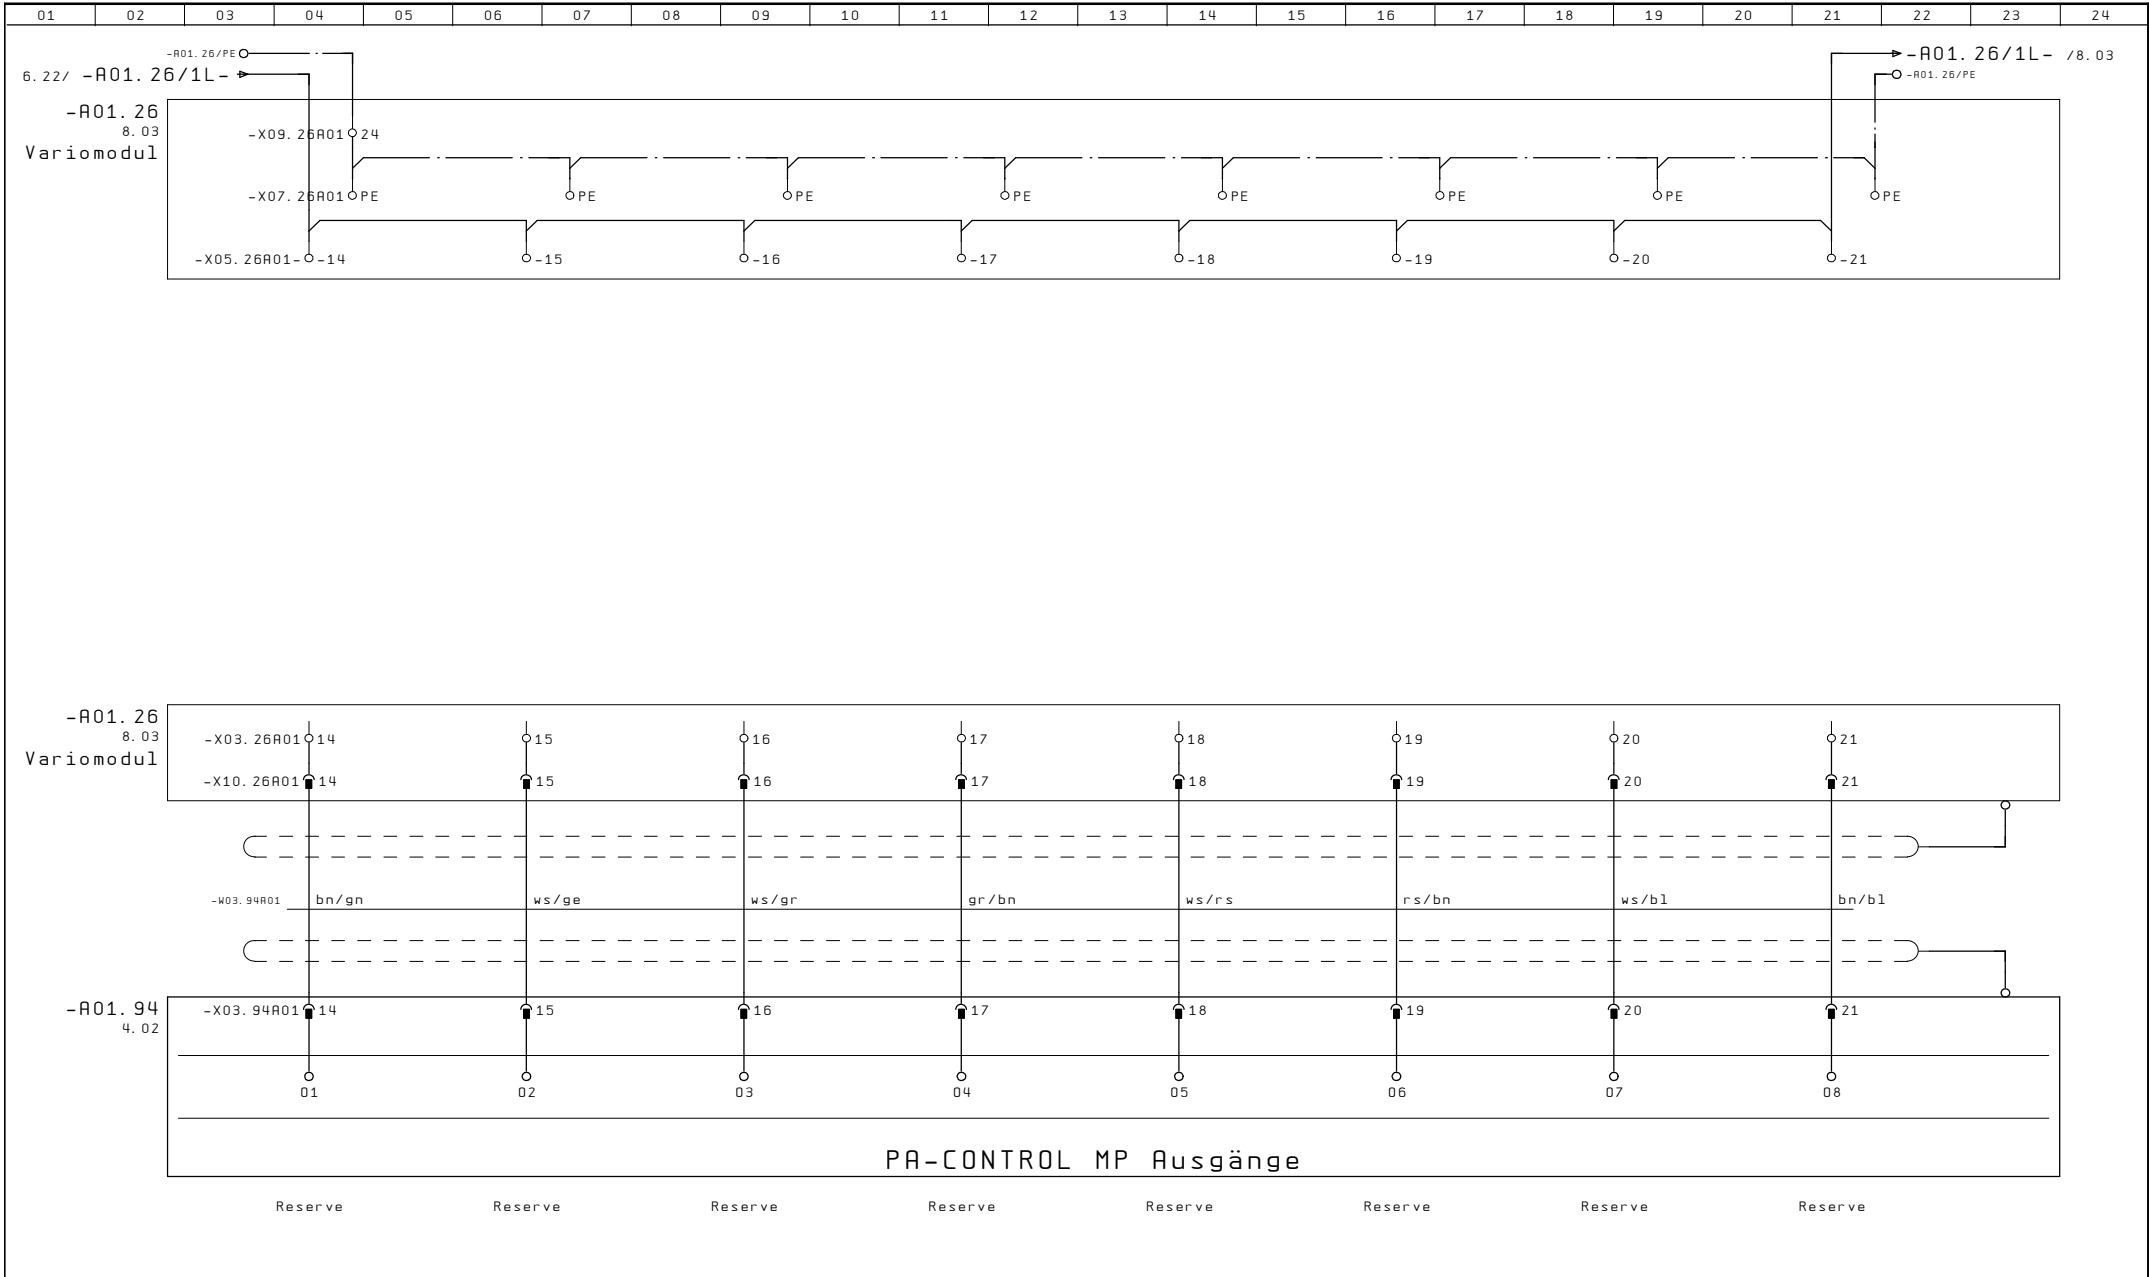 01 02 03 04 05 06 07 08 09 10 11 12 13 14 15 16 17 18 19 20 21 22 23 24
-A01.26/PE
-A01.26/1L- /8.03
6.22/ -A01.26/1L-
-A01.26/PE
-A01.26
8.03
Variomodul
-X09.26A01 24
-X07.26A01 PE PE PE PE PE PE PE PE
-X05.26A01- -14 -15 -16 -17 -18 -19 -20 -21
-A01.26
8.03
Variomodul
-X03.26A01 14 15 16 17 18 19 20 21
-X10.26A01 14 15 16 17 18 19 20 21
-W03.94A01 bn/gn ws/ge ws/gr gr/bn ws/rs rs/bn ws/bl bn/bl
-A01.94
4.02
-X03.94A01 14 15 16 17 18 19 20 21
01 02 03 04 05 06 07 08
PA-CONTROL MP Ausgänge
Reserve Reserve Reserve Reserve Reserve Reserve Reserve Reserve